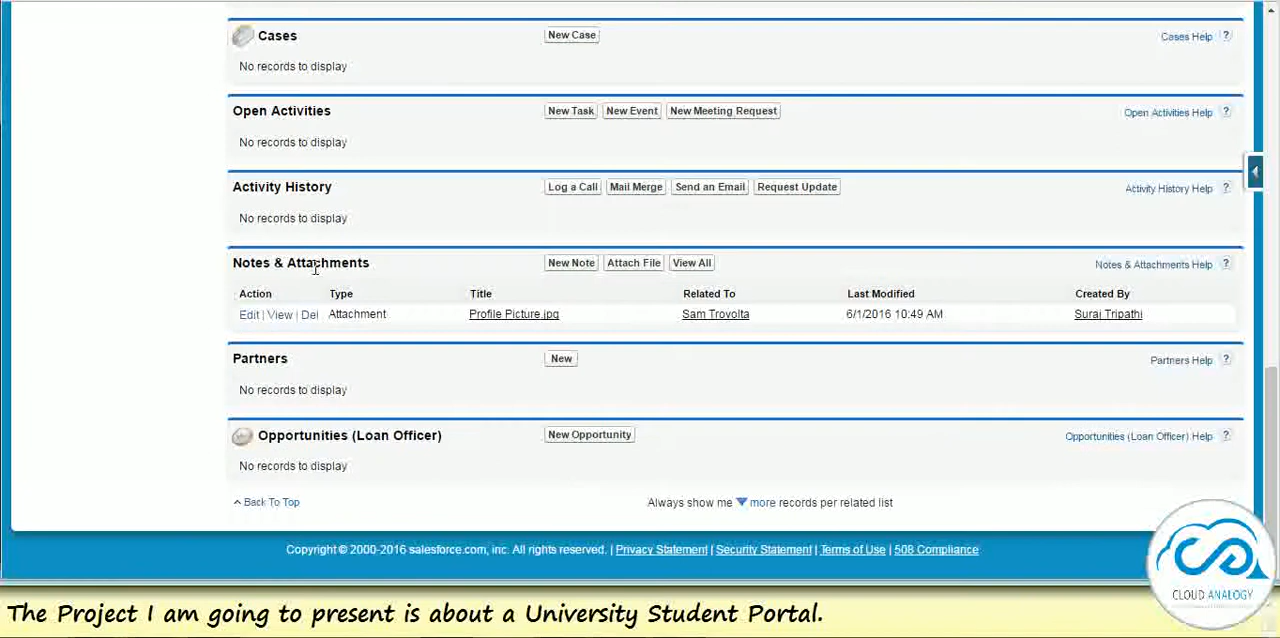 Cases New Case Cases Help ?
No records to display
Open Activities New Task New Event New Meeting Request Open Activities Help ?
No records to display
Activity History Log a Call Mail Merge Send an Email Request Update Activity History Help ?
No records to display
Notes & Attachments New Note Attach File View All Notes & Attachments Help ?
Action Type Title Related To Last Modified Created By
Edit | View | Del Attachment Profile Picture.jpg Sam Trovolta 6/1/2016 10:49 AM Suraj Tripathi
Partners New Partners Help ?
No records to display
Opportunities (Loan Officer) New Opportunity Opportunities (Loan Officer) Help ?
No records to display
Back To Top Always show me more records per related list
Copyright © 2000-2016 salesforce.com, inc. All rights reserved. | Privacy Statement | Security Statement | Terms of Use | 508 Compliance
CLOUD ANALOGY
The Project I am going to present is about a University Student Portal.